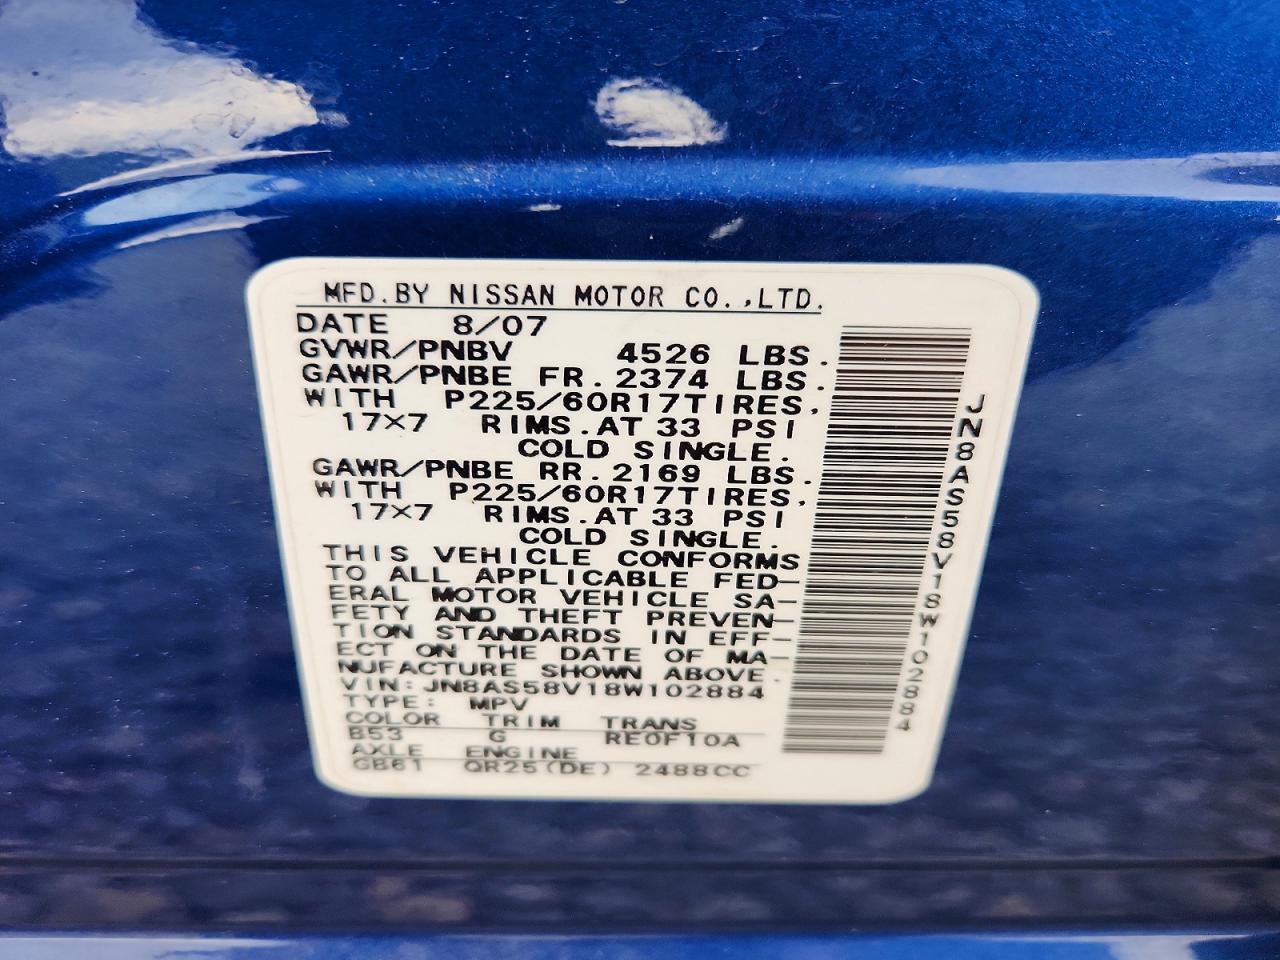 MFD.BY NISSAN MOTOR CO.,LTD.
DATE 8/07
GVWR/PNBV 4526 LBS.
GAWR/PNBE FR.2374 LBS.
WITH P225/60R17TIRES,
17×7 RIMS.AT 33 PSI
COLD SINGLE.
GAWR/PNBE RR.2169 LBS.
WITH P225/60R17TIRES,
17×7 RIMS.AT 33 PSI
COLD SINGLE.
THIS VEHICLE CONFORMS
TO ALL APPLICABLE FED-
ERAL MOTOR VEHICLE SA-
FETY AND THEFT PREVEN-
TION STANDARDS IN EFF-
ECT ON THE DATE OF MA-
NUFACTURE SHOWN ABOVE.
VIN:JN8AS58V18W102884
TYPE: MPV
COLOR TRIM TRANS
B53 G RE0F10A
AXLE ENGINE
GB61 QR25(DE) 2488CC
JN8AS58V18W102884